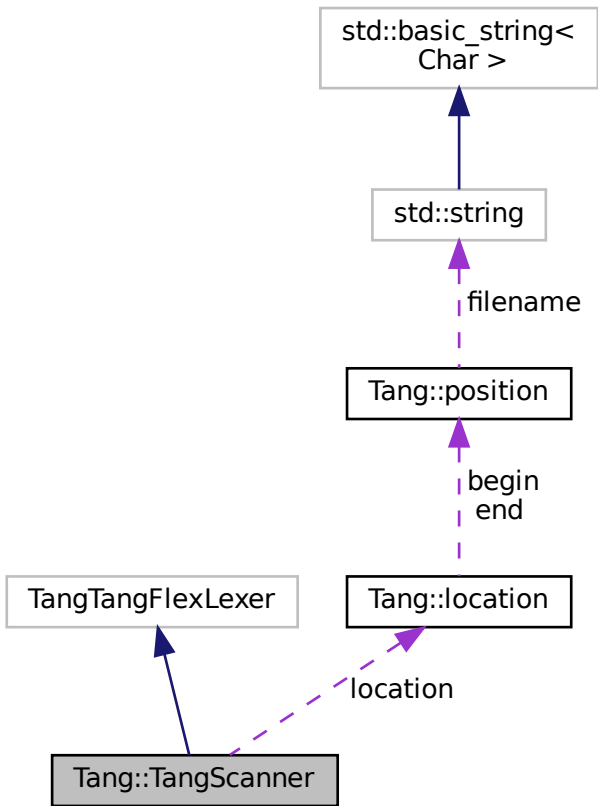 std::basic_string<
Char >
std::string
filename
Tang::position
begin
end
TangTangFlexLexer
Tang::location
location
Tang::TangScanner